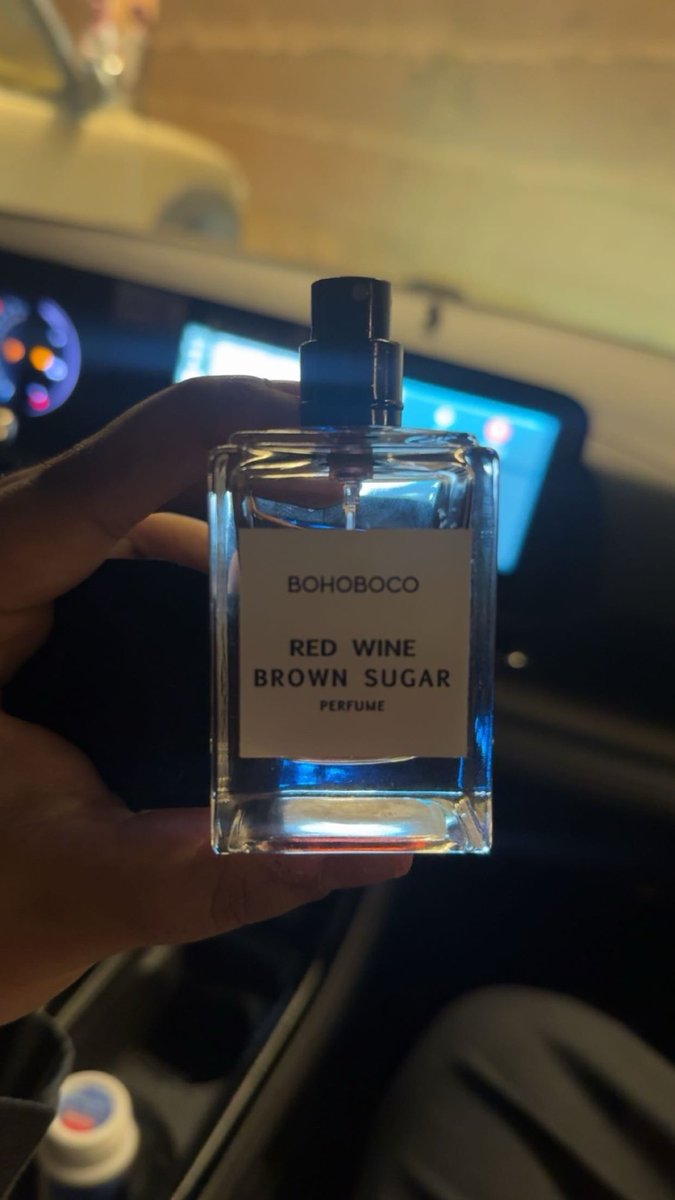 BOHOBOCO
RED WINE
BROWN SUGAR
PERFUME